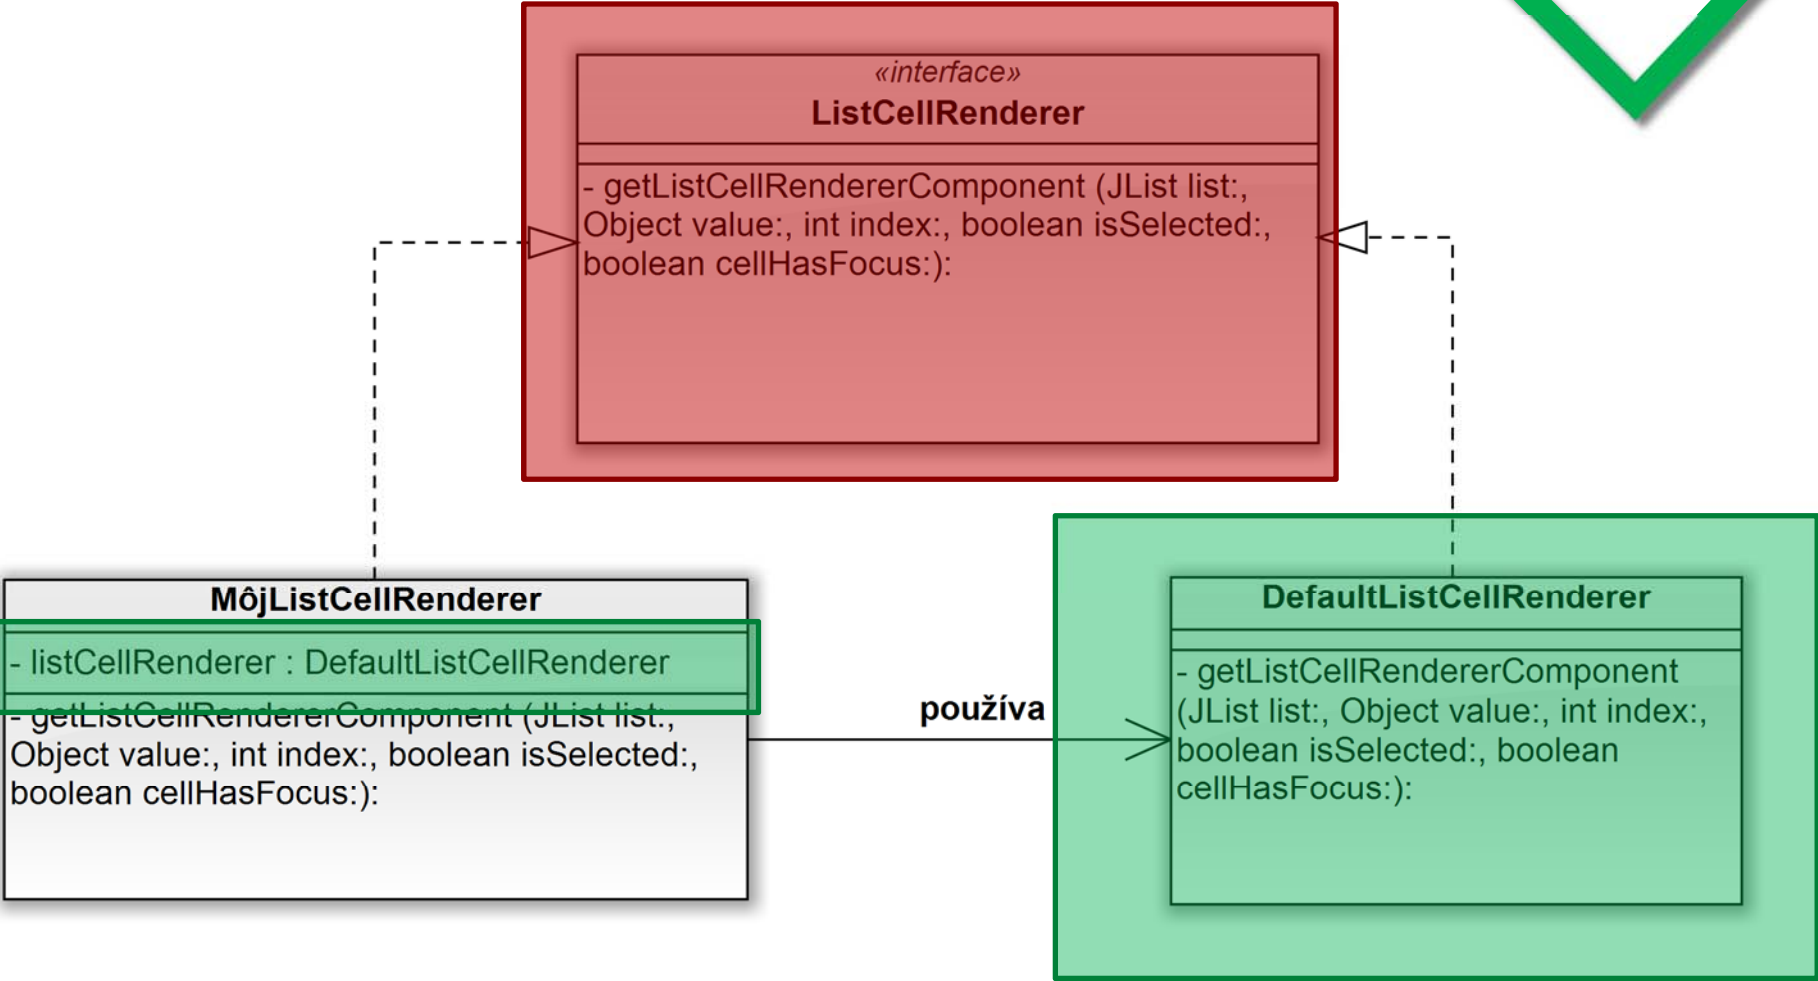 «interface»
ListCellRenderer
- getListCellRendererComponent (JList list:,
Object value:, int index:, boolean isSelected:,
boolean cellHasFocus:):
MôjListCellRenderer
- listCellRenderer : DefaultListCellRenderer
- getListCellRendererComponent (JList list:,
Object value:, int index:, boolean isSelected:,
boolean cellHasFocus:):
používa
DefaultListCellRenderer
- getListCellRendererComponent
(JList list:, Object value:, int index:,
boolean isSelected:, boolean
cellHasFocus:):